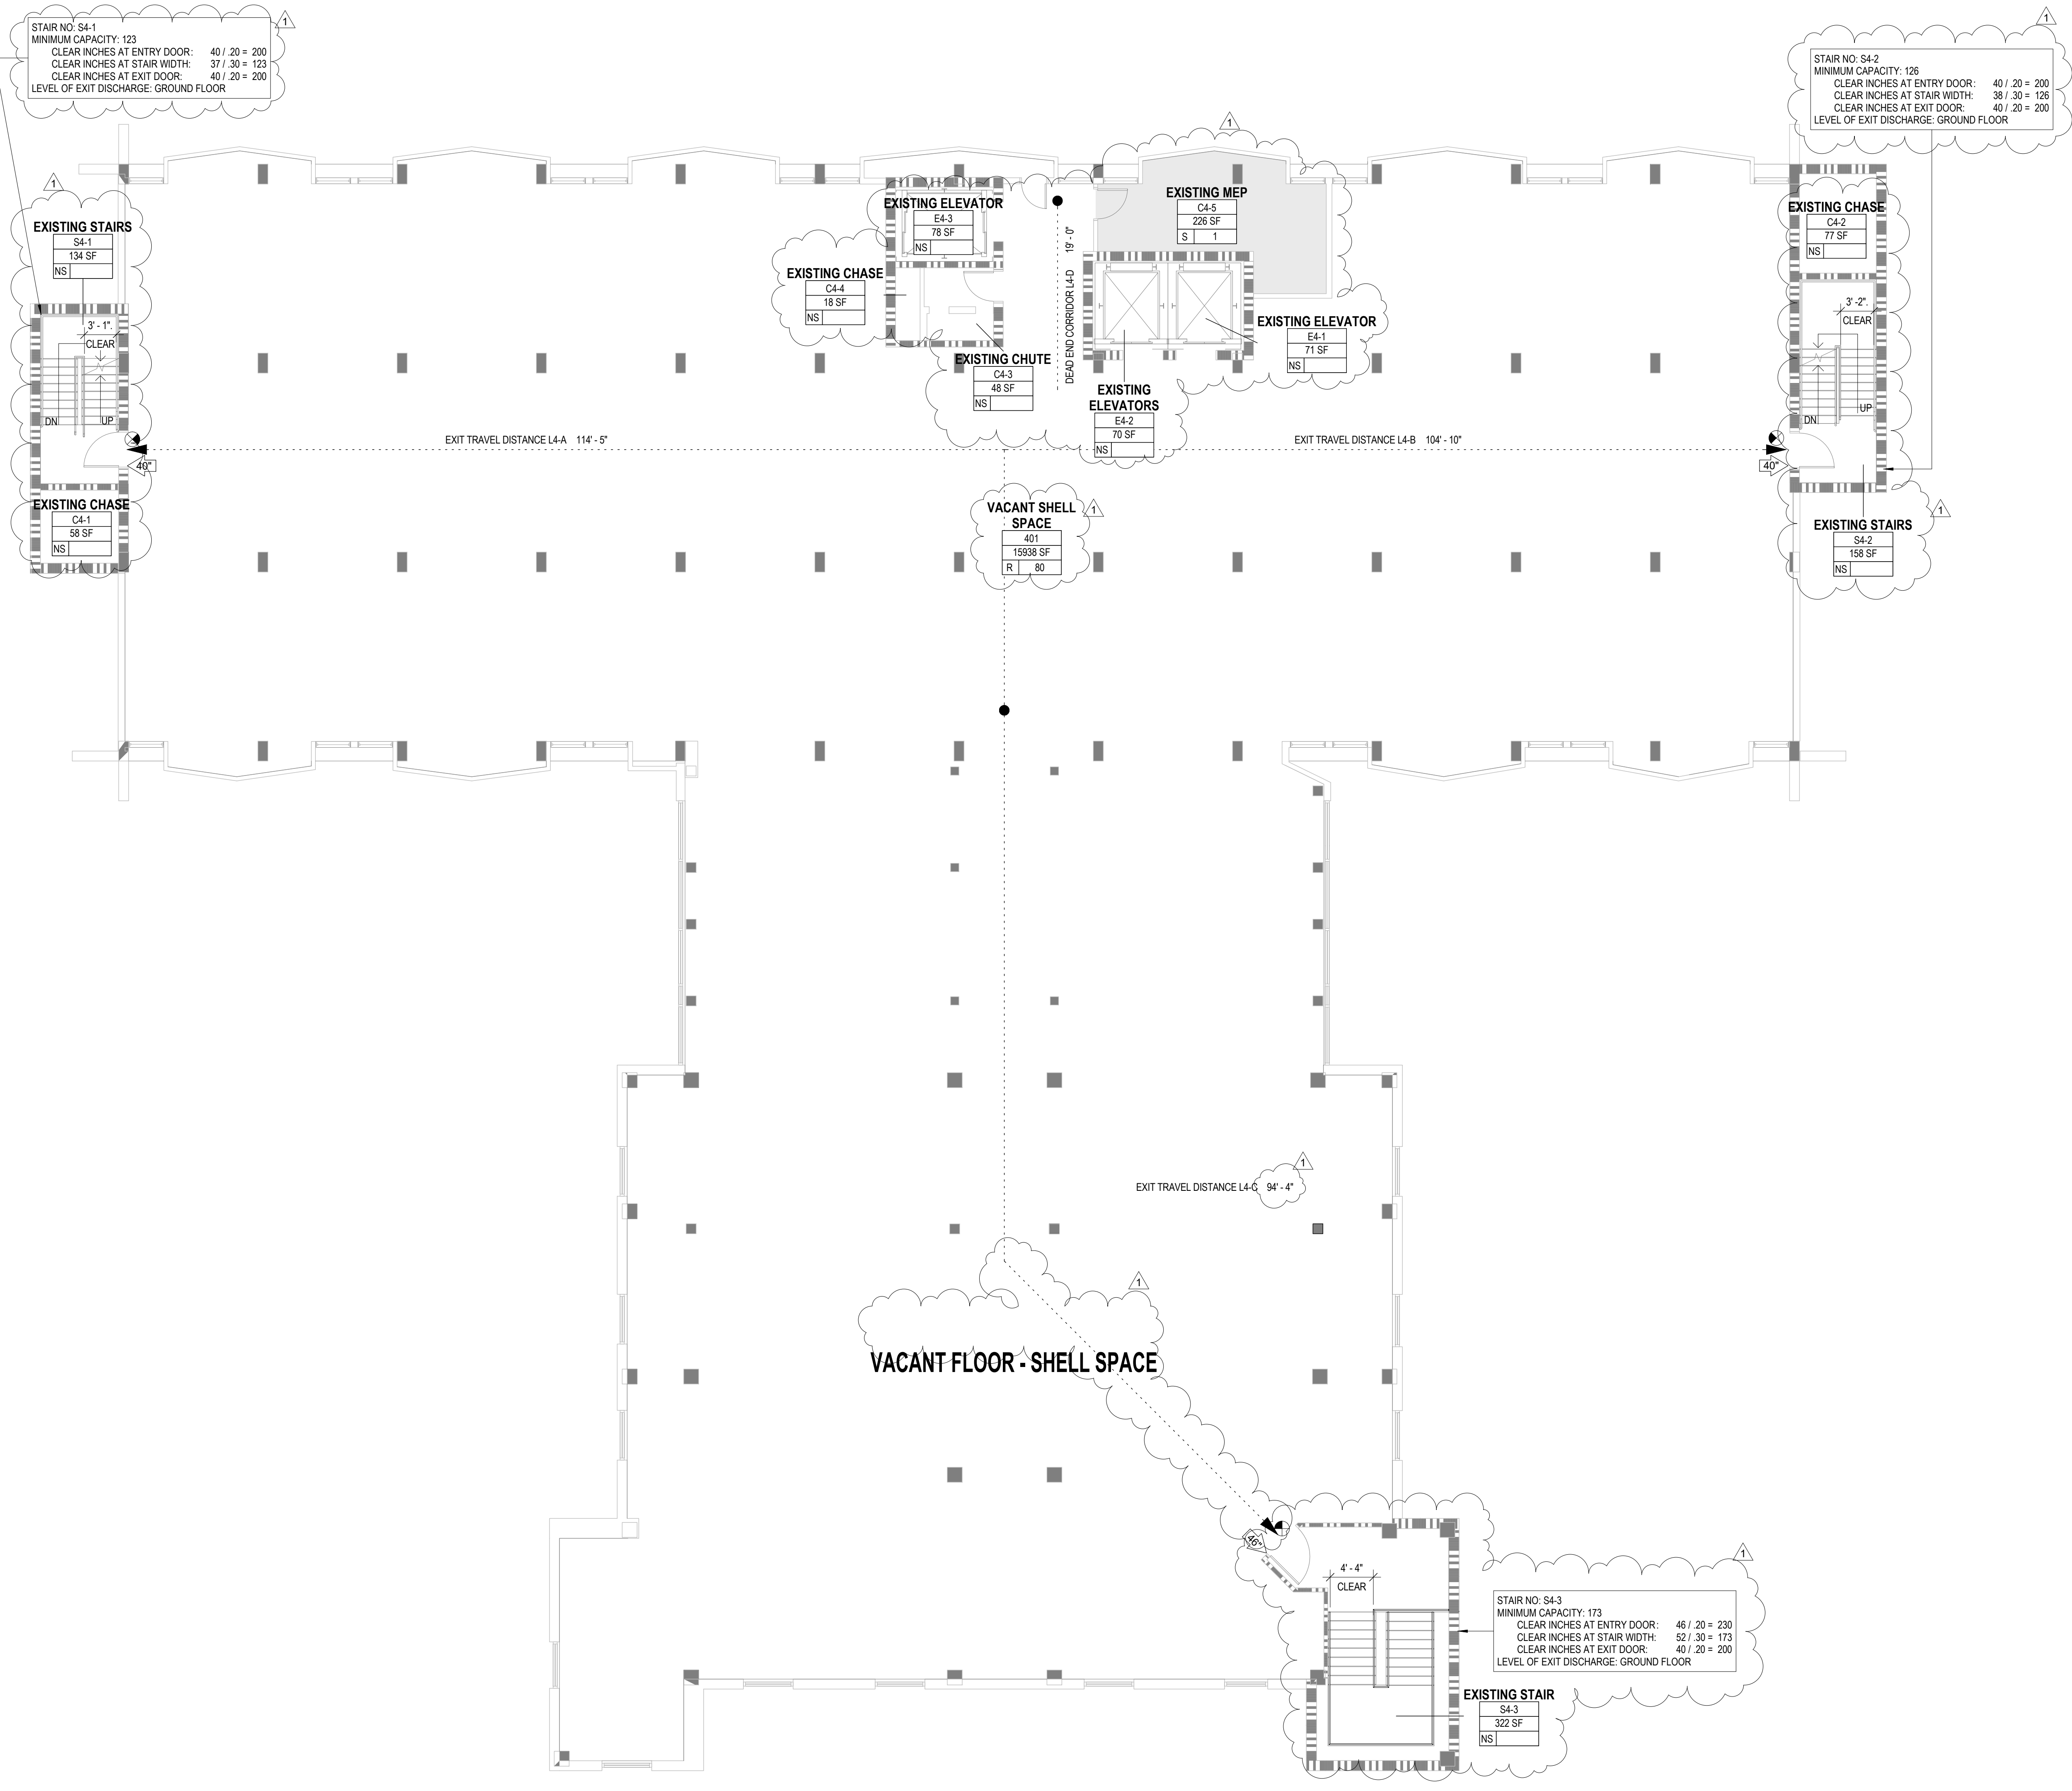 STAIR NO: S4-1
MINIMUM CAPACITY: 123
CLEAR INCHES AT ENTRY DOOR: 40 / .20 = 200
CLEAR INCHES AT STAIR WIDTH: 37 / .30 = 123
CLEAR INCHES AT EXIT DOOR: 40 / .20 = 200
LEVEL OF EXIT DISCHARGE: GROUND FLOOR
1
STAIR NO: S4-2
MINIMUM CAPACITY: 126
CLEAR INCHES AT ENTRY DOOR: 40 / .20 = 200
CLEAR INCHES AT STAIR WIDTH: 38 / .30 = 126
CLEAR INCHES AT EXIT DOOR: 40 / .20 = 200
LEVEL OF EXIT DISCHARGE: GROUND FLOOR
1
1
EXISTING STAIRS
S4-1
134 SF
NS
3' - 1".
CLEAR
DN
UP
40"
EXISTING CHASE
C4-1
58 SF
NS
EXISTING ELEVATOR
E4-3
78 SF
NS
EXISTING CHASE
C4-4
18 SF
NS
EXISTING CHUTE
C4-3
48 SF
NS
DEAD END CORRIDOR L4-D 19' - 0"
1
EXISTING MEP
C4-5
226 SF
S 1
EXISTING ELEVATOR
E4-1
71 SF
NS
EXISTING
ELEVATORS
E4-2
70 SF
NS
EXISTING CHASE
C4-2
77 SF
NS
3' -2".
CLEAR
DN
UP
40"
EXISTING STAIRS
S4-2
158 SF
NS
1
EXIT TRAVEL DISTANCE L4-A 114' - 5"
EXIT TRAVEL DISTANCE L4-B 104' - 10"
VACANT SHELL
SPACE
401
15938 SF
R 80
1
EXIT TRAVEL DISTANCE L4-C 94' - 4"
1
1
VACANT FLOOR - SHELL SPACE
46"
4' - 4"
CLEAR
1
STAIR NO: S4-3
MINIMUM CAPACITY: 173
CLEAR INCHES AT ENTRY DOOR: 46 / .20 = 230
CLEAR INCHES AT STAIR WIDTH: 52 / .30 = 173
CLEAR INCHES AT EXIT DOOR: 40 / .20 = 200
LEVEL OF EXIT DISCHARGE: GROUND FLOOR
EXISTING STAIR
S4-3
322 SF
NS